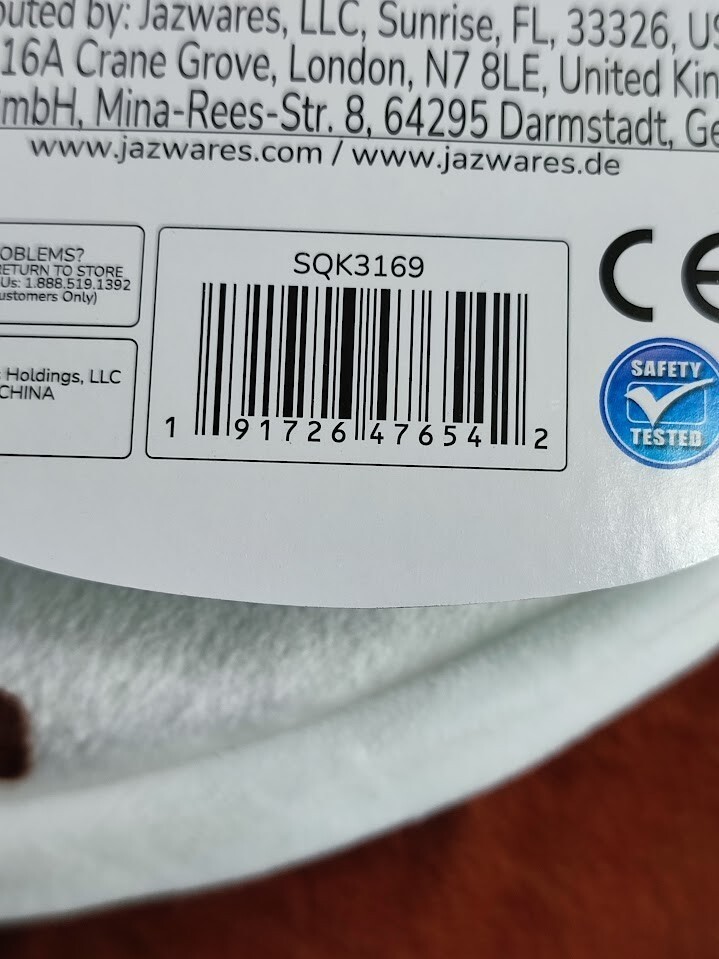 outed by: Jazwares, LLC, Sunrise, FL, 33326, US
16A Crane Grove, London, N7 8LE, United Kin
mbH, Mina-Rees-Str. 8, 64295 Darmstadt, Ge
www.jazwares.com / www.jazwares.de
OBLEMS?
RETURN TO STORE
Us: 1.888.519.1392
ustomers Only)
Holdings, LLC
CHINA
SQK3169
1 91726 47654 2
CE
SAFETY
TESTED